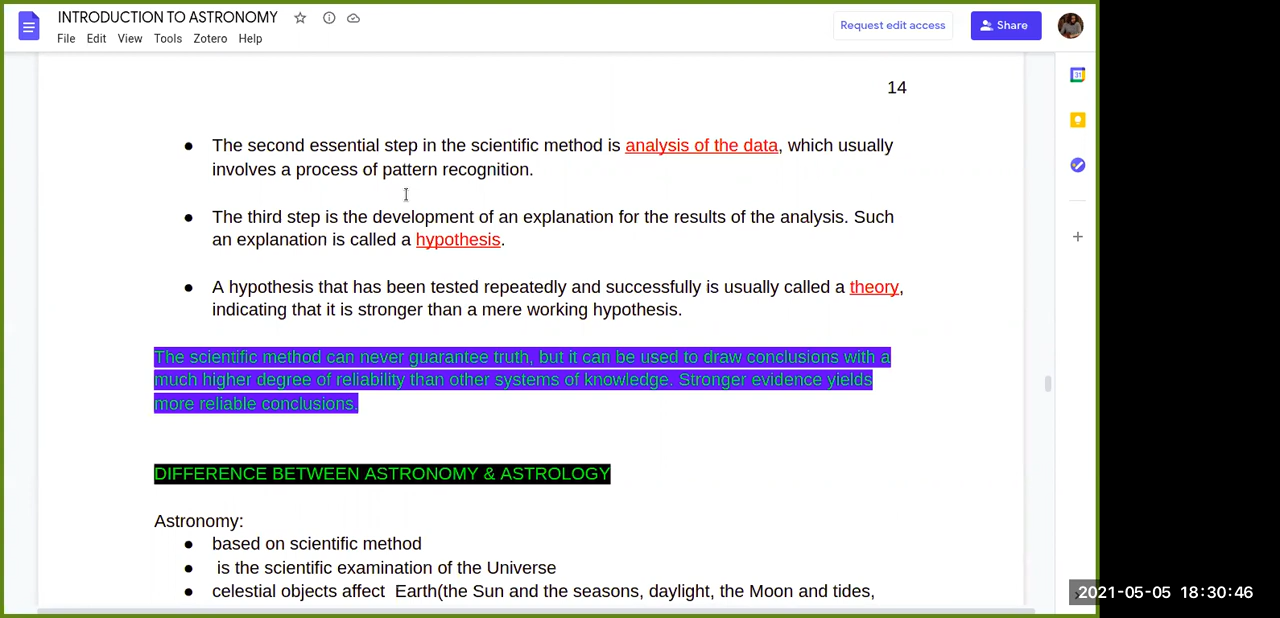 INTRODUCTION TO ASTRONOMY
File Edit View Tools Zotero Help
Request edit access
Share
31
14
● The second essential step in the scientific method is analysis of the data, which usually
involves a process of pattern recognition.
● The third step is the development of an explanation for the results of the analysis. Such
an explanation is called a hypothesis.
● A hypothesis that has been tested repeatedly and successfully is usually called a theory,
indicating that it is stronger than a mere working hypothesis.
The scientific method can never guarantee truth, but it can be used to draw conclusions with a
much higher degree of reliability than other systems of knowledge. Stronger evidence yields
more reliable conclusions.
DIFFERENCE BETWEEN ASTRONOMY & ASTROLOGY
Astronomy:
● based on scientific method
● is the scientific examination of the Universe
● celestial objects affect Earth(the Sun and the seasons, daylight, the Moon and tides,
2021-05-05 18:30:46